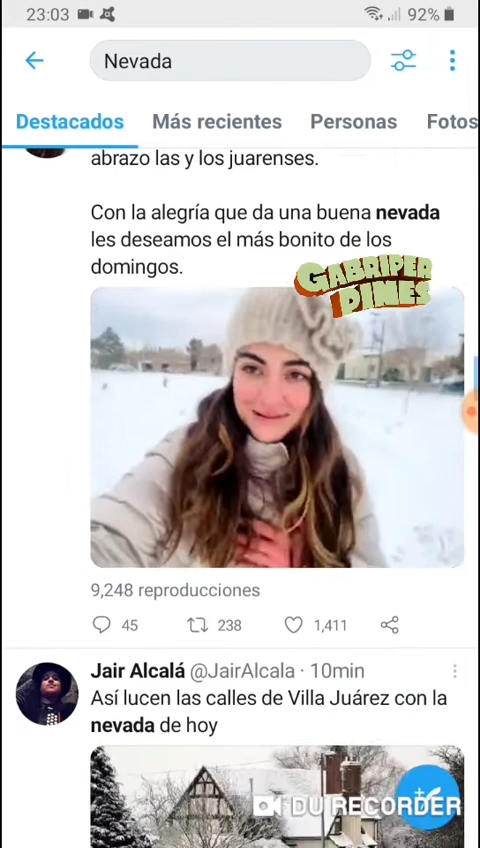 23:03
92%
Nevada
Destacados
Más recientes
Personas
Fotos
abrazo las y los juarenses.
Con la alegría que da una buena nevada
les deseamos el más bonito de los
domingos.
GABRIPER
PINES
9,248 reproducciones
45
238
1,411
Jair Alcalá @JairAlcala · 10min
Así lucen las calles de Villa Juárez con la
nevada de hoy
DU RECORDER